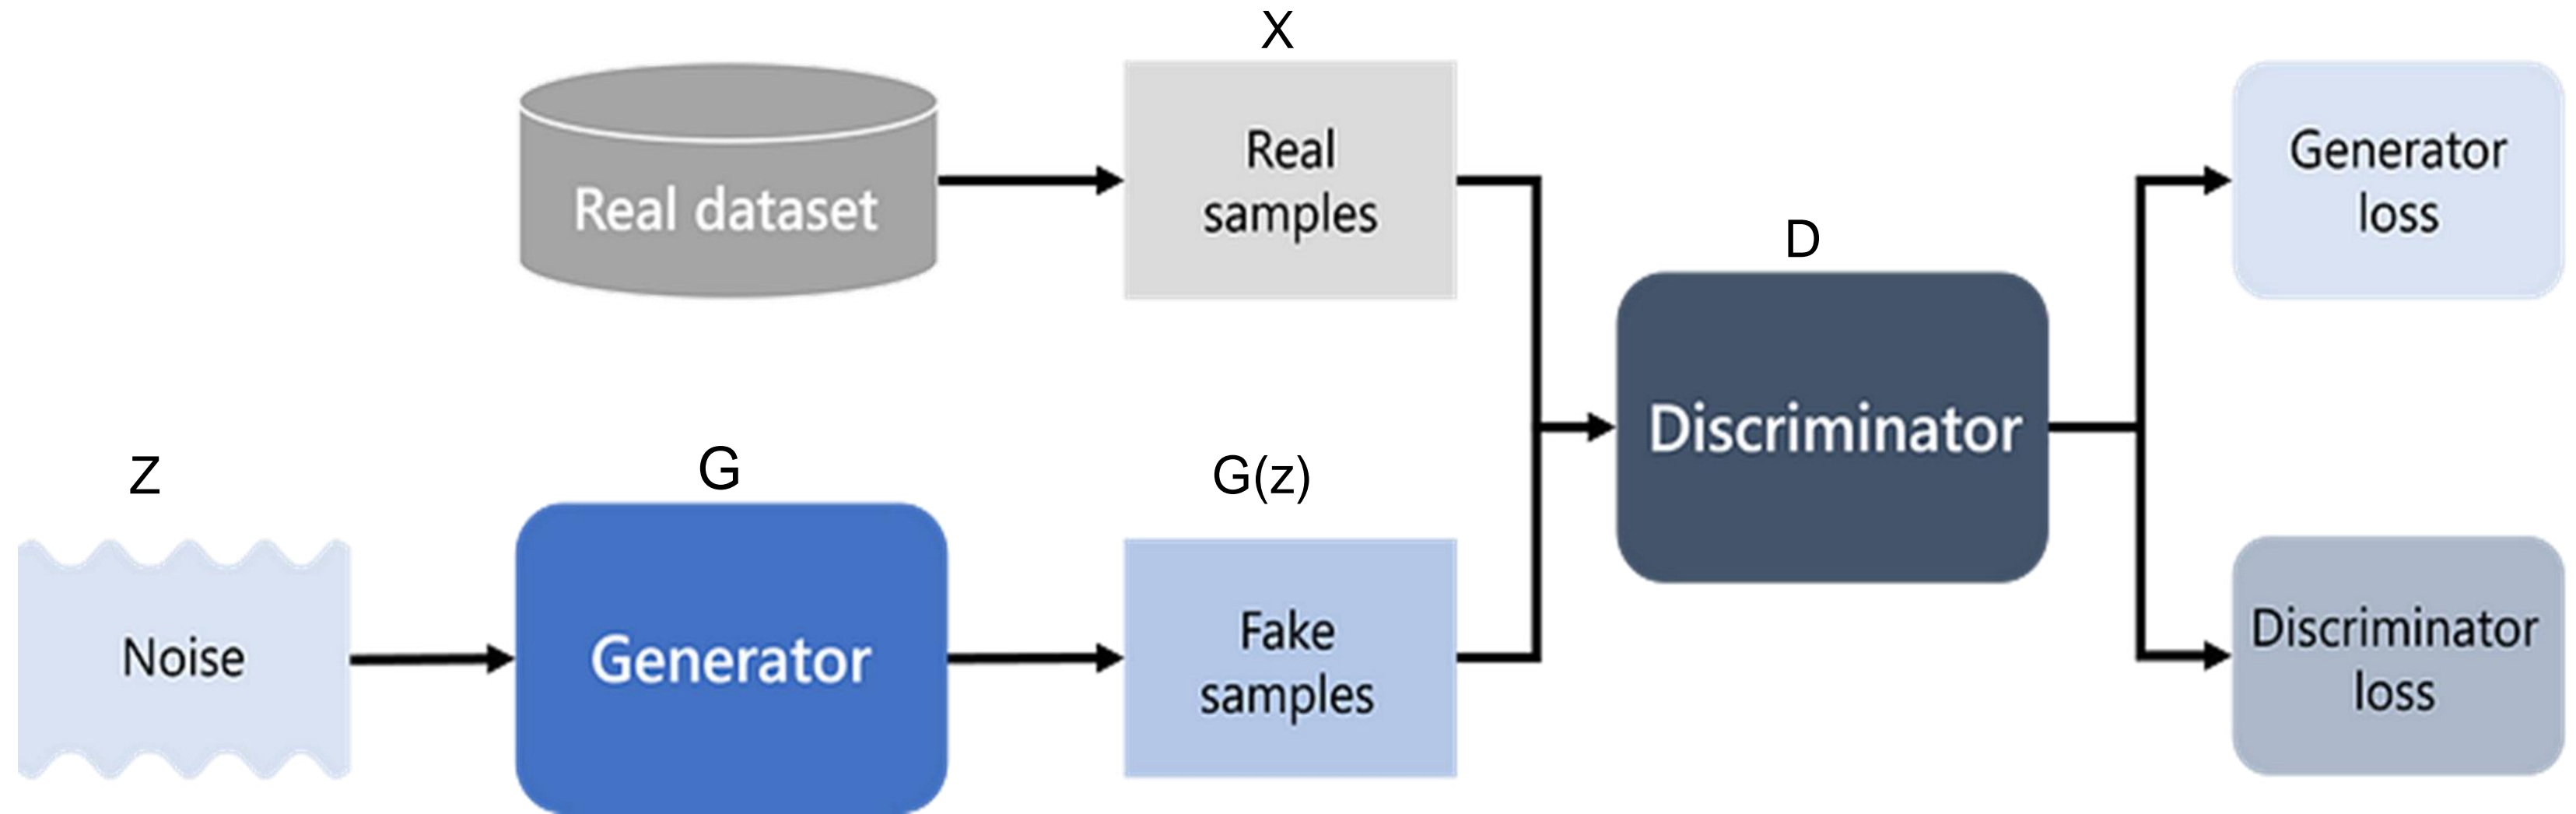 X
Real dataset
Real
samples
Generator
loss
D
Discriminator
Z
G
G(z)
Noise
Generator
Fake
samples
Discriminator
loss